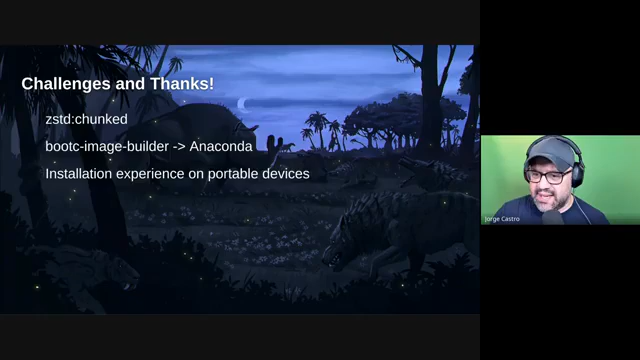 Challenges and Thanks!
zstd:chunked
bootc-image-builder -> Anaconda
Installation experience on portable devices
Jorge Castro